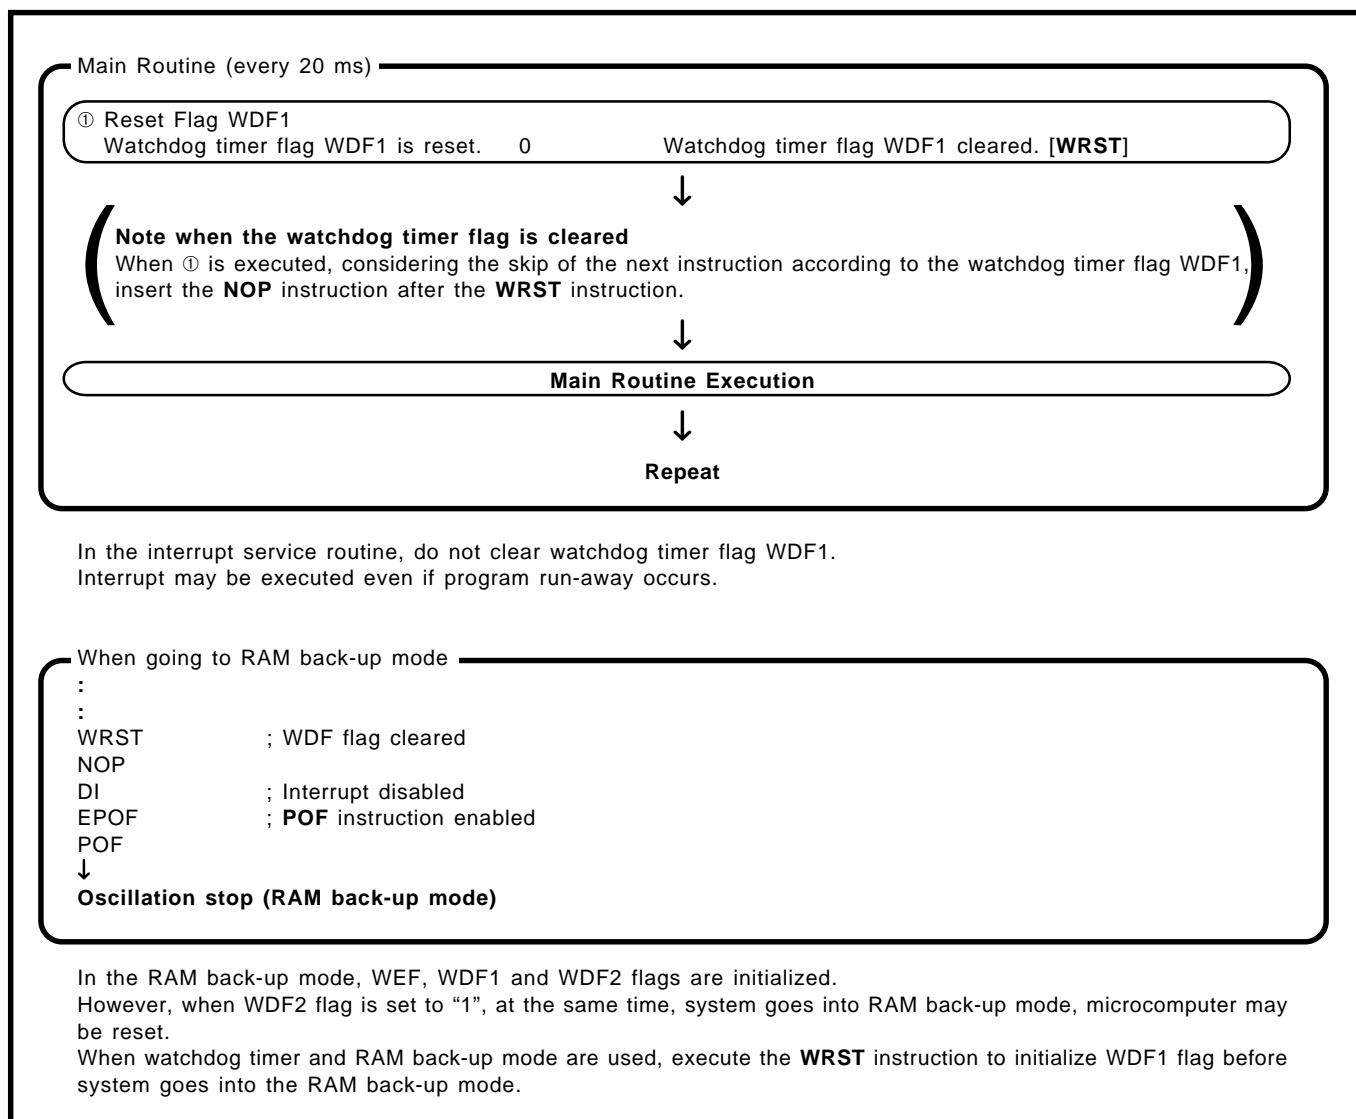 Main Routine (every 20 ms)
① Reset Flag WDF1
Watchdog timer flag WDF1 is reset. 0 Watchdog timer flag WDF1 cleared. [WRST]
↓
Note when the watchdog timer flag is cleared
When ① is executed, considering the skip of the next instruction according to the watchdog timer flag WDF1,
insert the NOP instruction after the WRST instruction.
↓
Main Routine Execution
↓
Repeat
In the interrupt service routine, do not clear watchdog timer flag WDF1.
Interrupt may be executed even if program run-away occurs.
When going to RAM back-up mode
:
:
WRST ; WDF flag cleared
NOP
DI ; Interrupt disabled
EPOF ; POF instruction enabled
POF
↓
Oscillation stop (RAM back-up mode)
In the RAM back-up mode, WEF, WDF1 and WDF2 flags are initialized.
However, when WDF2 flag is set to “1”, at the same time, system goes into RAM back-up mode, microcomputer may
be reset.
When watchdog timer and RAM back-up mode are used, execute the WRST instruction to initialize WDF1 flag before
system goes into the RAM back-up mode.